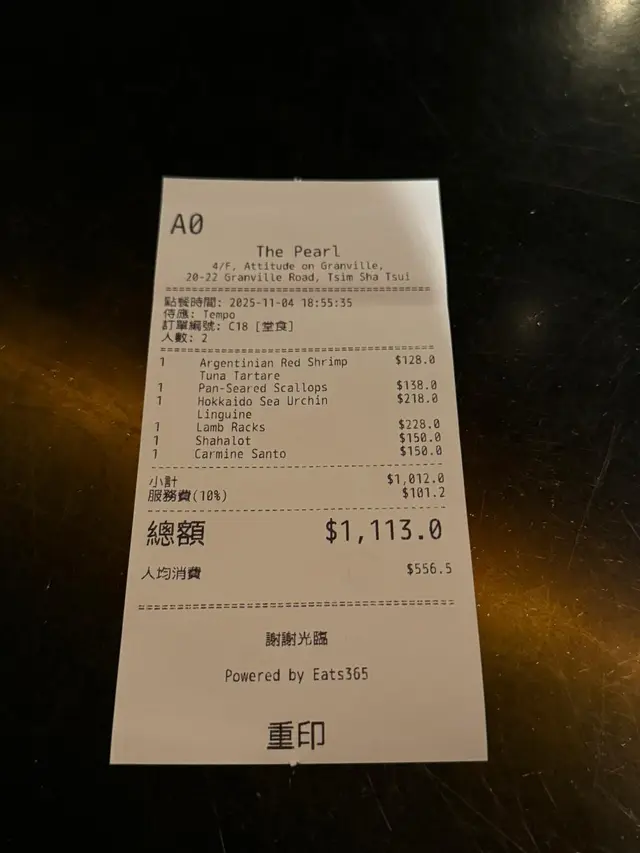 A0
The Pearl
4/F, Attitude on Granville,
20-22 Granville Road, Tsim Sha Tsui
點餐時間: 2025-11-04 18:55:35
侍應: Tempo
訂單編號: C18 [堂食]
人數: 2
1 Argentinian Red Shrimp $128.0
Tuna Tartare
1 Pan-Seared Scallops $138.0
1 Hokkaido Sea Urchin $218.0
Linguine
1 Lamb Racks $228.0
1 Shahalot $150.0
1 Carmine Santo $150.0
小計 $1,012.0
服務費(10%) $101.2
總額 $1,113.0
人均消費 $556.5
謝謝光臨
Powered by Eats365
重印